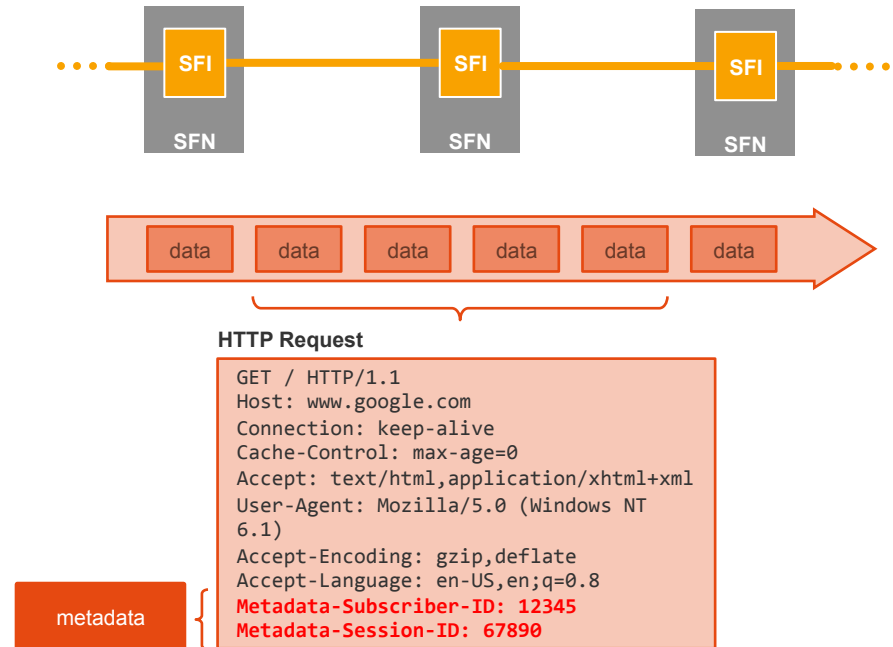 SFI SFI SFI
SFN SFN SFN
data data data data data data
HTTP Request
GET / HTTP/1.1
Host: www.google.com
Connection: keep-alive
Cache-Control: max-age=0
Accept: text/html,application/xhtml+xml
User-Agent: Mozilla/5.0 (Windows NT
6.1)
Accept-Encoding: gzip,deflate
Accept-Language: en-US,en;q=0.8
Metadata-Subscriber-ID: 12345
Metadata-Session-ID: 67890
metadata